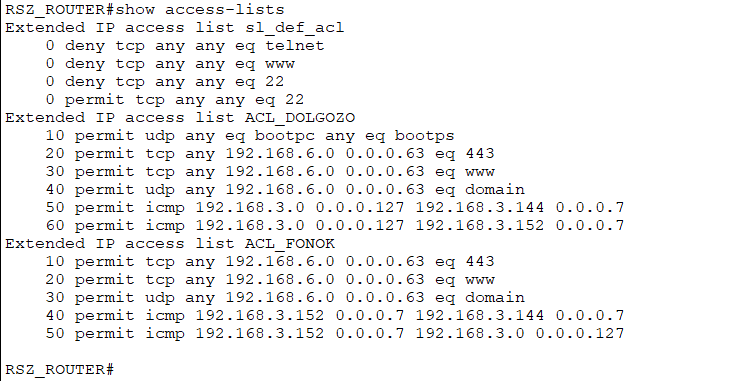 RSZ_ROUTER#show access-lists
Extended IP access list sl_def_acl
0 deny tcp any any eq telnet
0 deny tcp any any eq www
0 deny tcp any any eq 22
0 permit tcp any any eq 22
Extended IP access list ACL_DOLGOZO
10 permit udp any eq bootpc any eq bootps
20 permit tcp any 192.168.6.0 0.0.0.63 eq 443
30 permit tcp any 192.168.6.0 0.0.0.63 eq www
40 permit udp any 192.168.6.0 0.0.0.63 eq domain
50 permit icmp 192.168.3.0 0.0.0.127 192.168.3.144 0.0.0.7
60 permit icmp 192.168.3.0 0.0.0.127 192.168.3.152 0.0.0.7
Extended IP access list ACL_FONOK
10 permit tcp any 192.168.6.0 0.0.0.63 eq 443
20 permit tcp any 192.168.6.0 0.0.0.63 eq www
30 permit udp any 192.168.6.0 0.0.0.63 eq domain
40 permit icmp 192.168.3.152 0.0.0.7 192.168.3.144 0.0.0.7
50 permit icmp 192.168.3.152 0.0.0.7 192.168.3.0 0.0.0.127
RSZ_ROUTER#